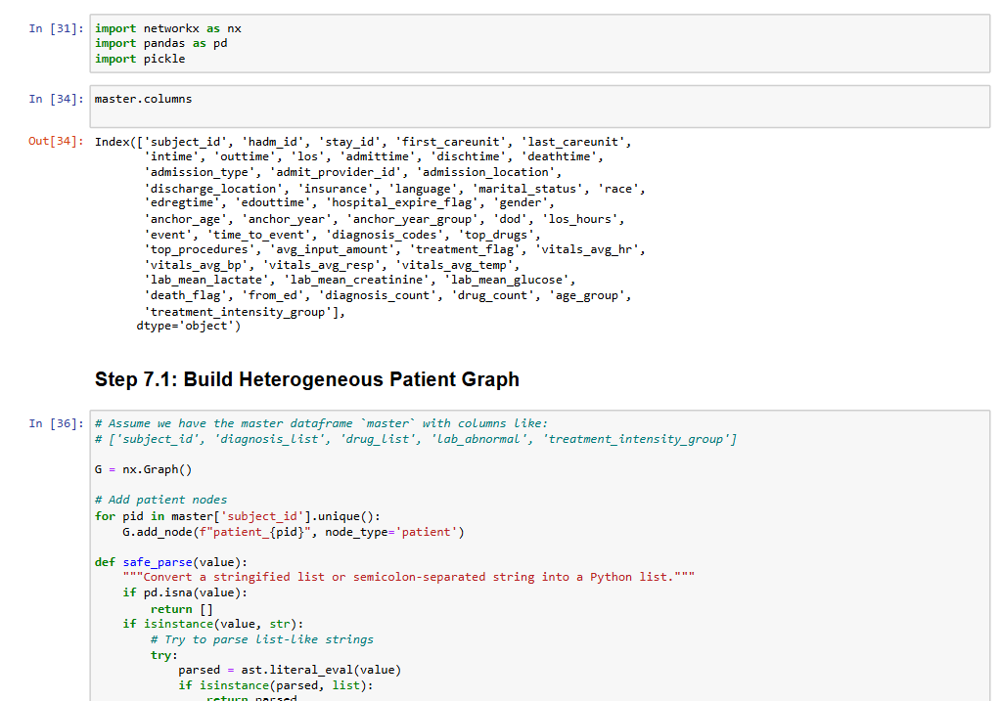 In [31]: import networkx as nx
import pandas as pd
import pickle
In [34]: master.columns
Out[34]: Index(['subject_id', 'hadm_id', 'stay_id', 'first_careunit', 'last_careunit',
'intime', 'outtime', 'los', 'admittime', 'dischtime', 'deathtime',
'admission_type', 'admit_provider_id', 'admission_location',
'discharge_location', 'insurance', 'language', 'marital_status', 'race',
'edregtime', 'edouttime', 'hospital_expire_flag', 'gender',
'anchor_age', 'anchor_year', 'anchor_year_group', 'dod', 'los_hours',
'event', 'time_to_event', 'diagnosis_codes', 'top_drugs',
'top_procedures', 'avg_input_amount', 'treatment_flag', 'vitals_avg_hr',
'vitals_avg_bp', 'vitals_avg_resp', 'vitals_avg_temp',
'lab_mean_lactate', 'lab_mean_creatinine', 'lab_mean_glucose',
'death_flag', 'from_ed', 'diagnosis_count', 'drug_count', 'age_group',
'treatment_intensity_group'],
dtype='object')
Step 7.1: Build Heterogeneous Patient Graph
In [36]: # Assume we have the master dataframe `master` with columns like:
# ['subject_id', 'diagnosis_list', 'drug_list', 'lab_abnormal', 'treatment_intensity_group']
G = nx.Graph()
# Add patient nodes
for pid in master['subject_id'].unique():
G.add_node(f"patient_{pid}", node_type='patient')
def safe_parse(value):
"""Convert a stringified list or semicolon-separated string into a Python list."""
if pd.isna(value):
return []
if isinstance(value, str):
# Try to parse list-like strings
try:
parsed = ast.literal_eval(value)
if isinstance(parsed, list):
return parsed